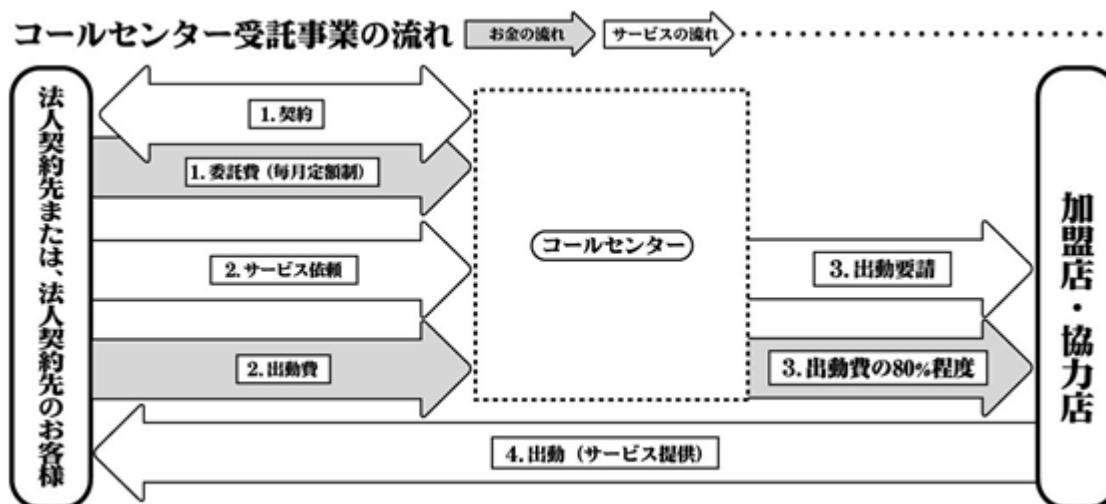 コールセンター受託事業の流れ
お金の流れ
サービスの流れ
法人契約先または、法人契約先のお客様
1.契約
1.委託費（毎月定額制）
2.サービス依頼
2.出動費
コールセンター
3.出動要請
3.出動費の80%程度
4.出動（サービス提供）
加盟店・協力店